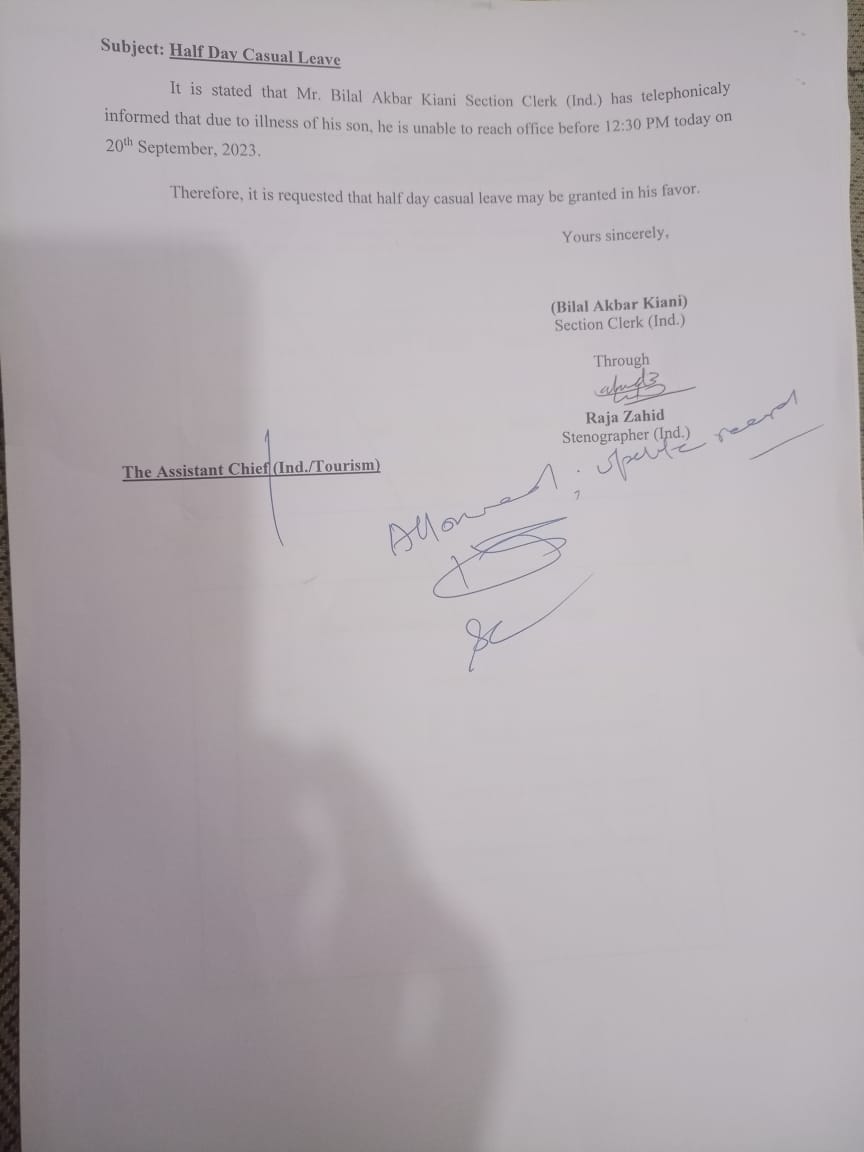 Subject: Half Day Casual Leave
It is stated that Mr. Bilal Akbar Kiani Section Clerk (Ind.) has telephonicaly
informed that due to illness of his son, he is unable to reach office before 12:30 PM today on
20th September, 2023.
Therefore, it is requested that half day casual leave may be granted in his favor.
Yours sincerely,
(Bilal Akbar Kiani)
Section Clerk (Ind.)
Through
Raja Zahid
Stenographer (Ind.)
The Assistant Chief (Ind./Tourism)
Allowed; update record
SC